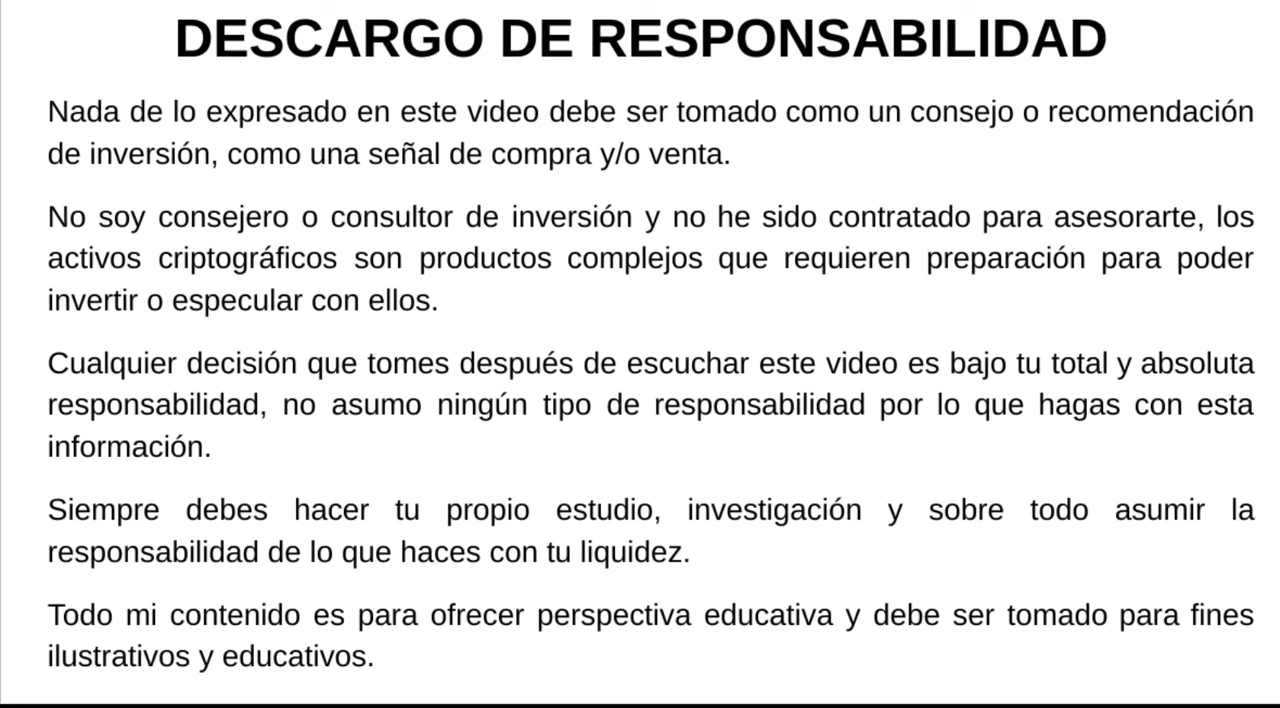 DESCARGO DE RESPONSABILIDAD
Nada de lo expresado en este video debe ser tomado como un consejo o recomendación
de inversión, como una señal de compra y/o venta.
No soy consejero o consultor de inversión y no he sido contratado para asesorarte, los
activos criptográficos son productos complejos que requieren preparación para poder
invertir o especular con ellos.
Cualquier decisión que tomes después de escuchar este video es bajo tu total y absoluta
responsabilidad, no asumo ningún tipo de responsabilidad por lo que hagas con esta
información.
Siempre debes hacer tu propio estudio, investigación y sobre todo asumir la
responsabilidad de lo que haces con tu liquidez.
Todo mi contenido es para ofrecer perspectiva educativa y debe ser tomado para fines
ilustrativos y educativos.